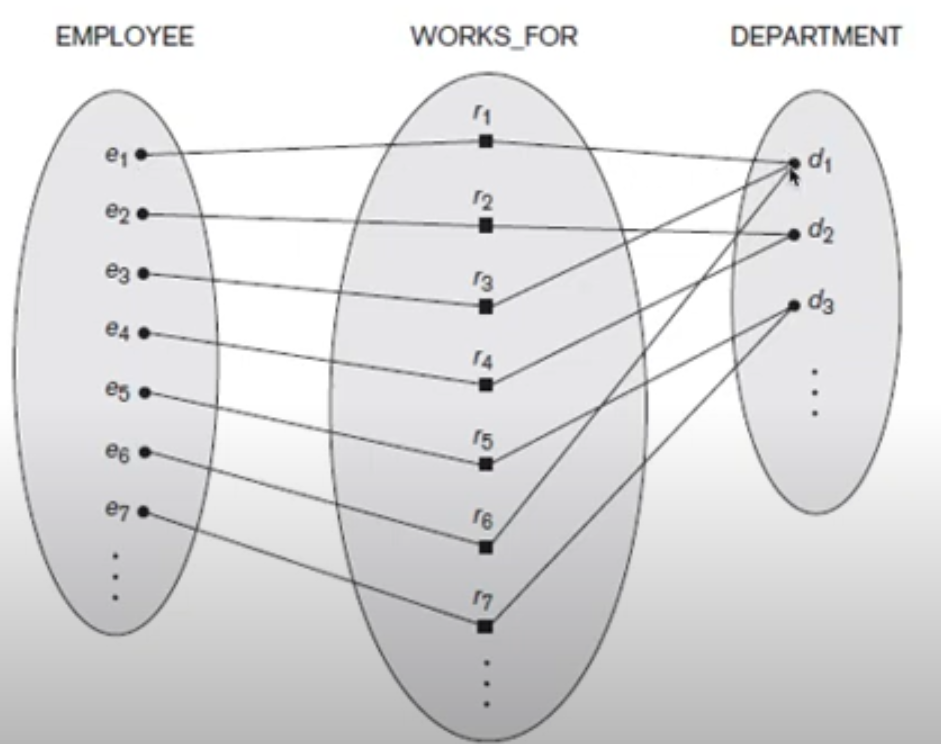 EMPLOYEE WORKS_FOR DEPARTMENT
e1 r1 d1
e2 r2 d2
e3 r3 d3
e4 r4
e5 r5
e6 r6
e7 r7